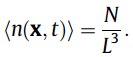 ⟨n(x, t)⟩ = N / L³.